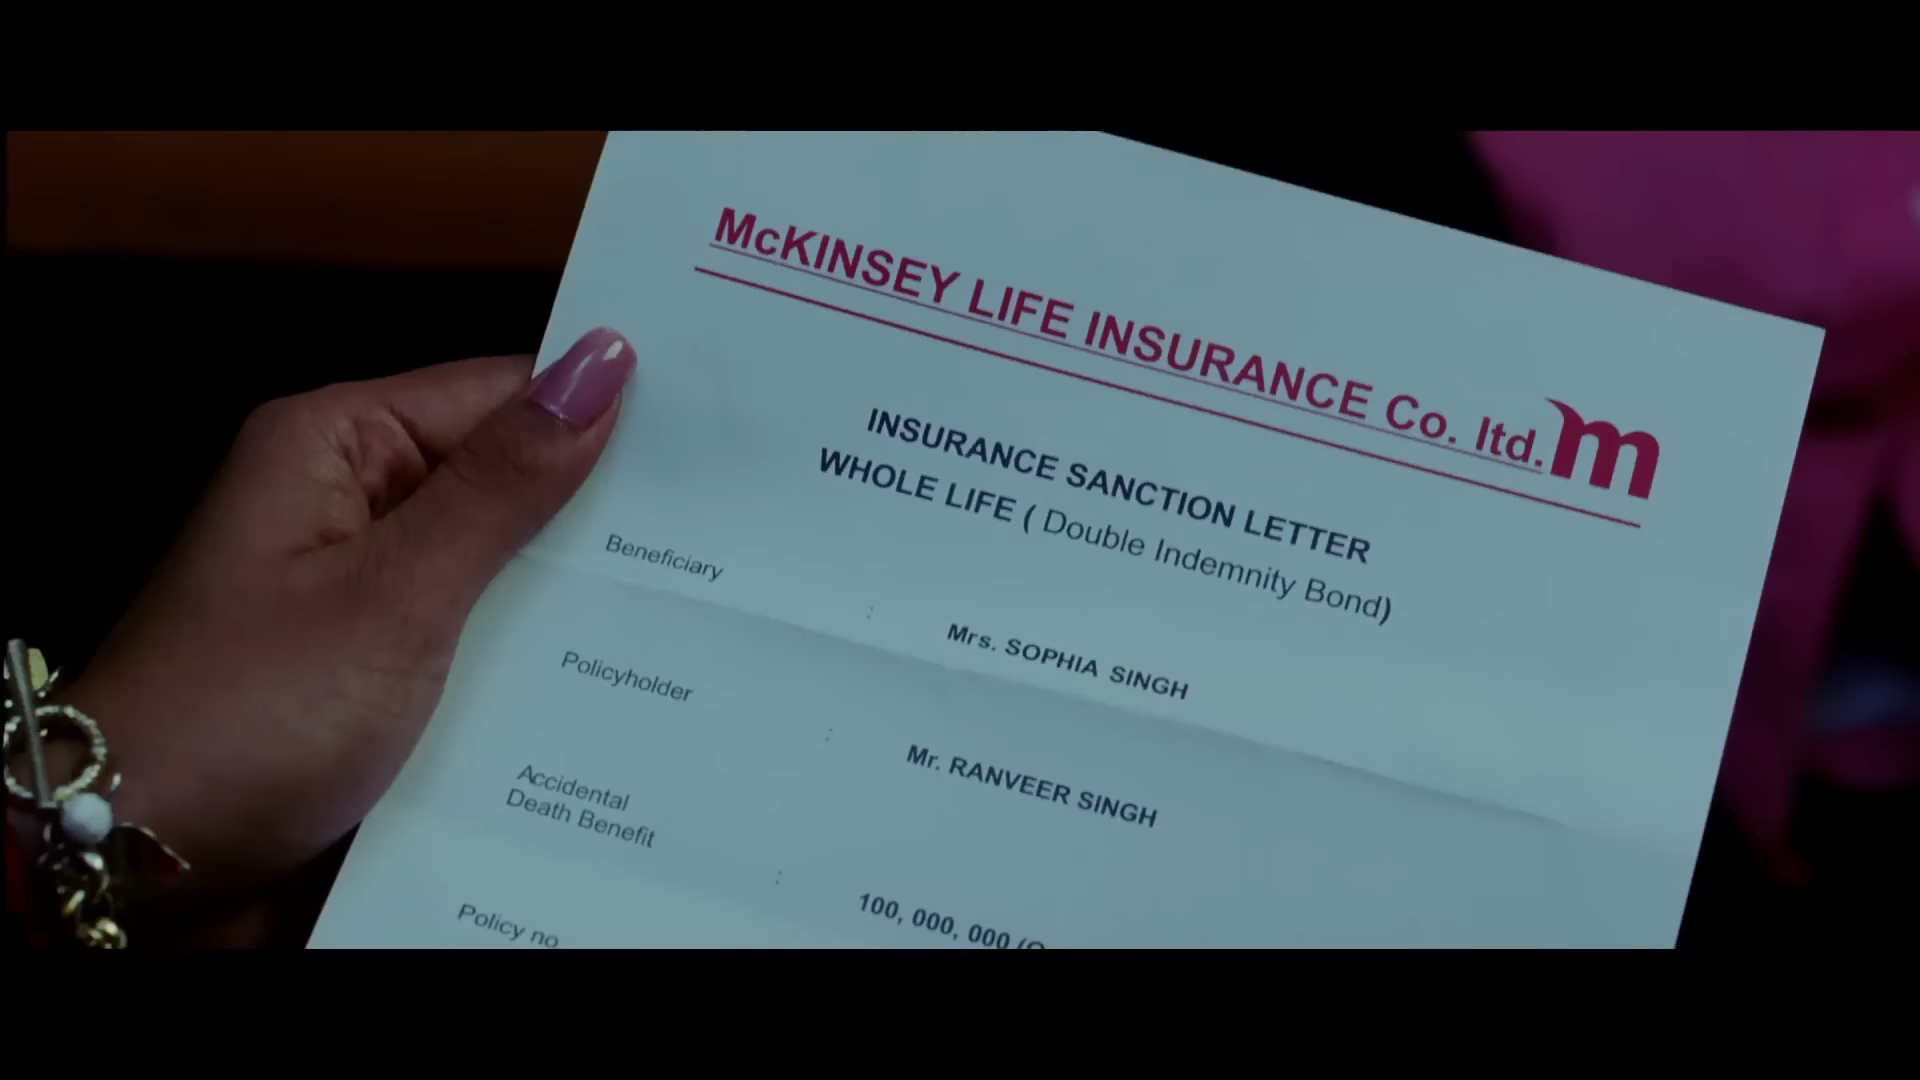 McKINSEY LIFE INSURANCE Co. ltd. m
INSURANCE SANCTION LETTER
WHOLE LIFE ( Double Indemnity Bond)
Beneficiary : Mrs. SOPHIA SINGH
Policyholder : Mr. RANVEER SINGH
Accidental
Death Benefit : 100, 000, 000
Policy no